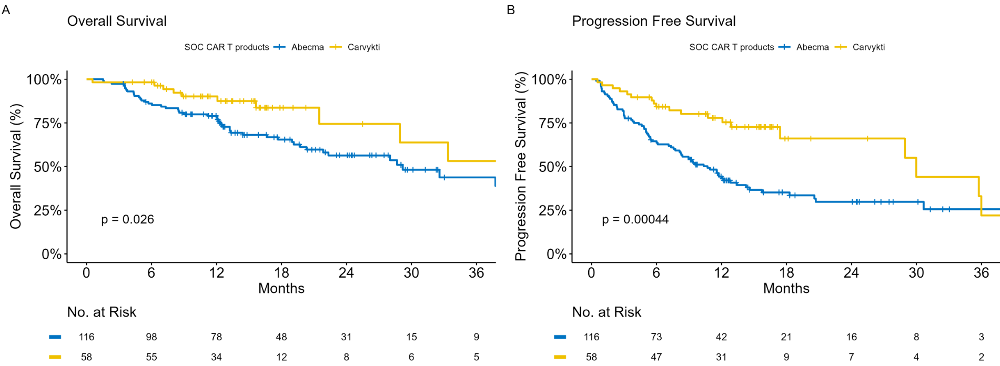 A
Overall Survival
SOC CAR T products Abecma Carvykti
100%
75%
50%
25%
0%
Overall Survival (%)
p = 0.026
0 6 12 18 24 30 36
Months
No. at Risk
116 98 78 48 31 15 9
58 55 34 12 8 6 5
B
Progression Free Survival
SOC CAR T products Abecma Carvykti
100%
75%
50%
25%
0%
Progression Free Survival (%)
p = 0.00044
0 6 12 18 24 30 36
Months
No. at Risk
116 73 42 21 16 8 3
58 47 31 9 7 4 2